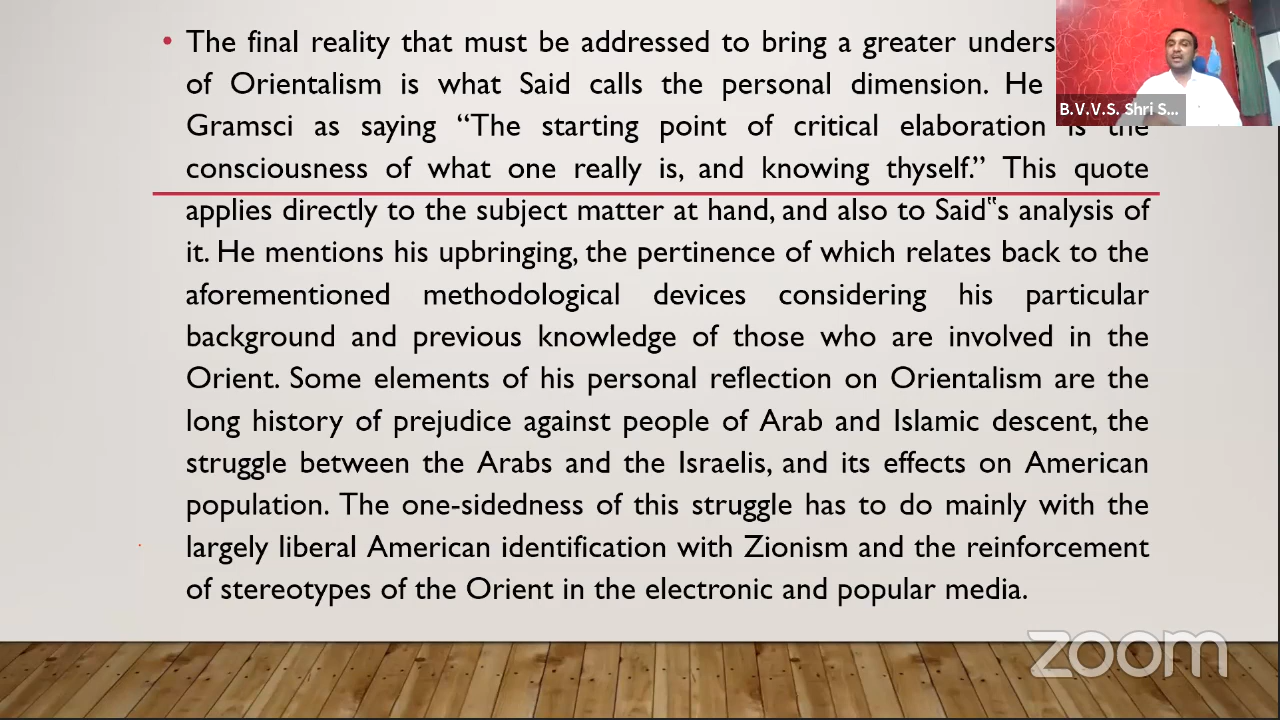 • The final reality that must be addressed to bring a greater unders
of Orientalism is what Said calls the personal dimension. He
Gramsci as saying “The starting point of critical elaboration is the
consciousness of what one really is, and knowing thyself.” This quote
applies directly to the subject matter at hand, and also to Said‟s analysis of
it. He mentions his upbringing, the pertinence of which relates back to the
aforementioned methodological devices considering his particular
background and previous knowledge of those who are involved in the
Orient. Some elements of his personal reflection on Orientalism are the
long history of prejudice against people of Arab and Islamic descent, the
struggle between the Arabs and the Israelis, and its effects on American
population. The one-sidedness of this struggle has to do mainly with the
largely liberal American identification with Zionism and the reinforcement
of stereotypes of the Orient in the electronic and popular media.
B.V.V.S. Shri S...
zoom